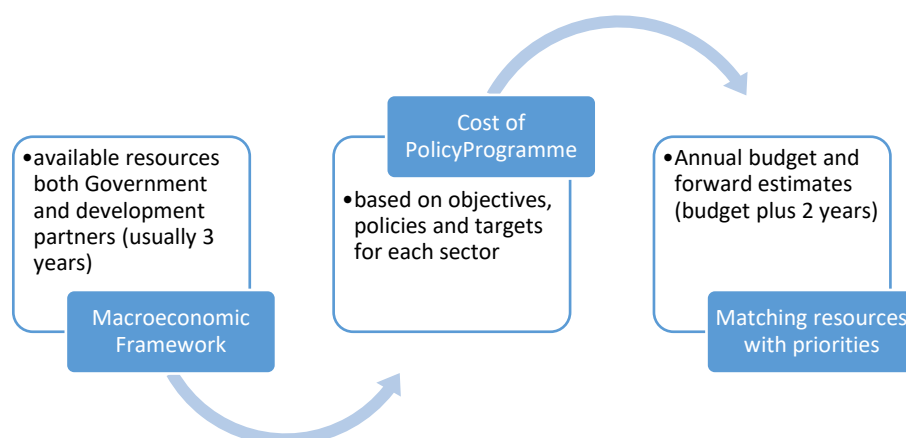 •available resources
both Government
and development
partners (usually 3
years)
Macroeconomic
Framework
Cost of
PolicyProgramme
•based on objectives,
policies and targets
for each sector
•Annual budget and
forward estimates
(budget plus 2 years)
Matching resources
with priorities